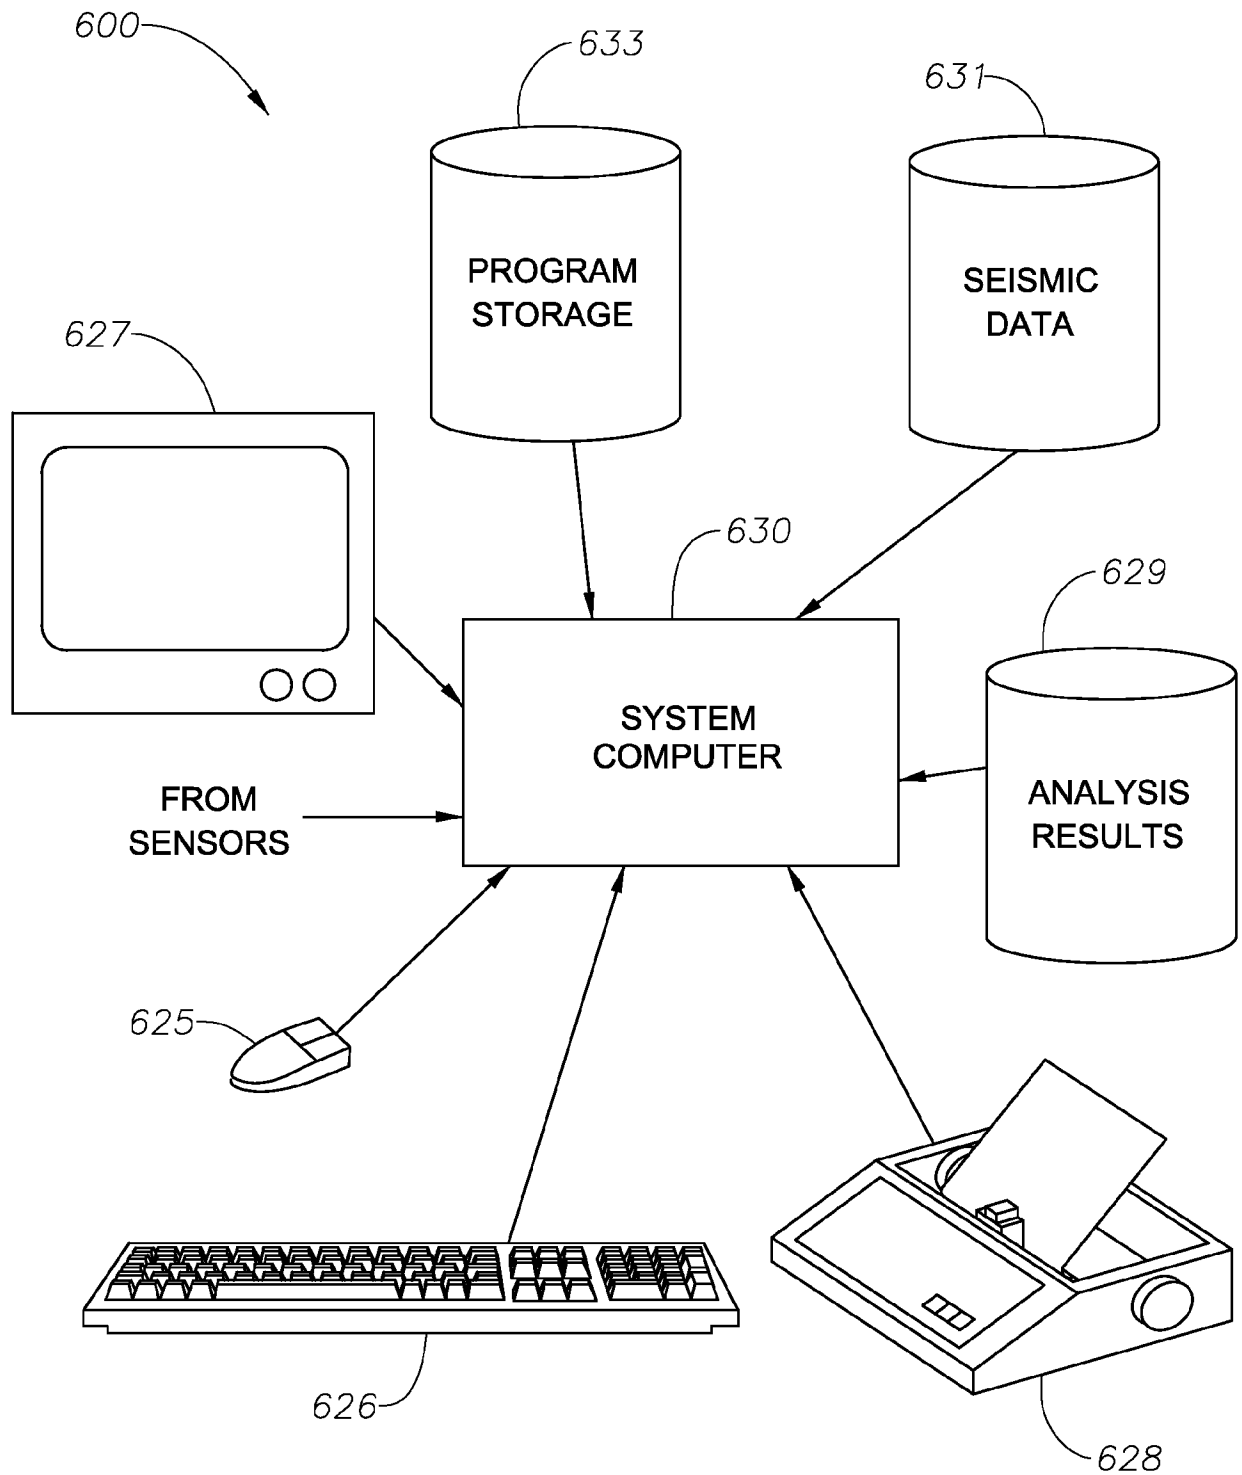 600
633
631
PROGRAM
STORAGE
SEISMIC
DATA
627
630
629
SYSTEM
COMPUTER
ANALYSIS
RESULTS
FROM
SENSORS
625
626
628